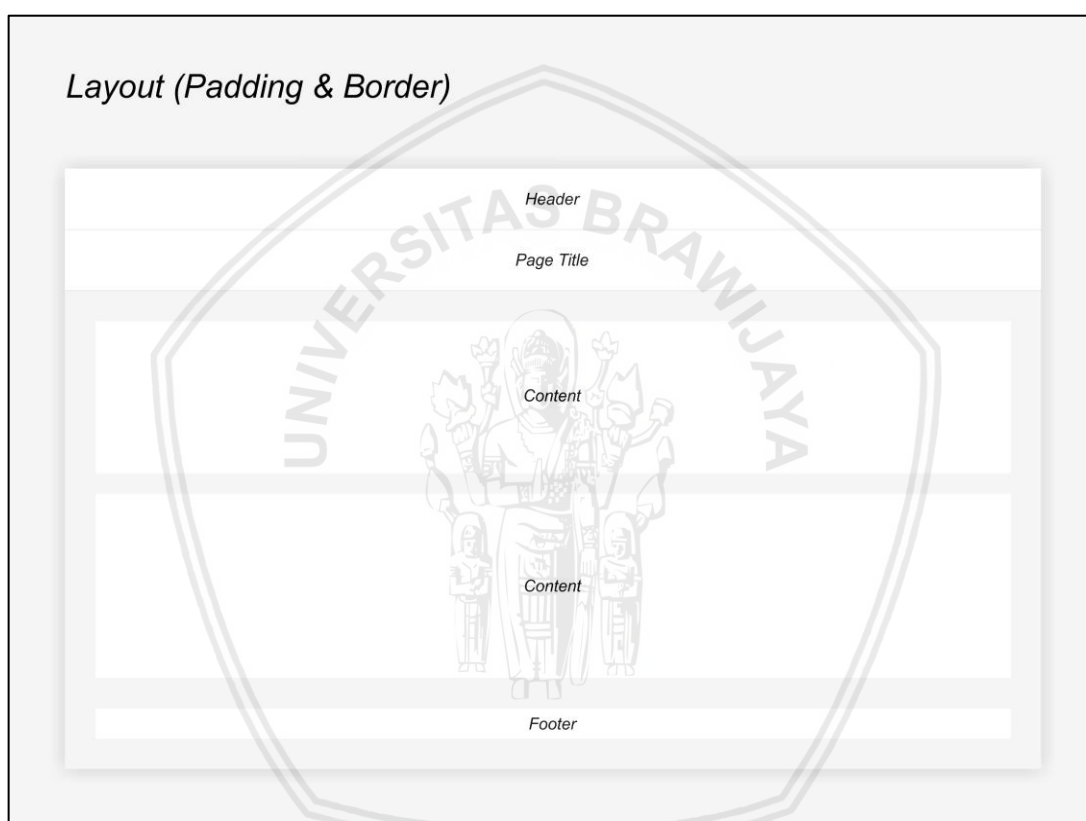 Layout (Padding & Border)
Header
UNIVERSITAS BRAWIJAYA
Page Title
Content
Content
Footer